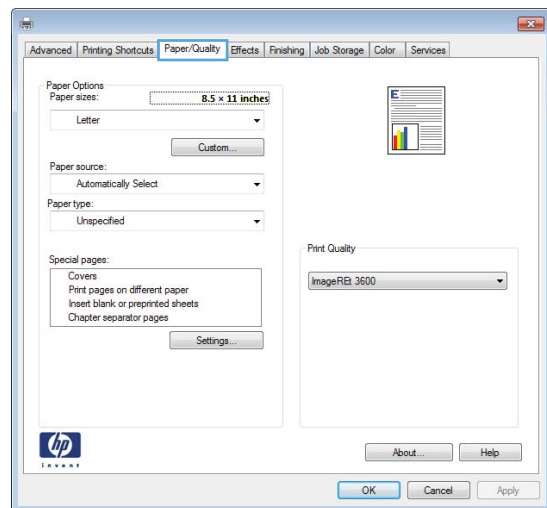 Advanced Printing Shortcuts Paper/Quality Effects Finishing Job Storage Color Services
Paper Options
Paper sizes: 8.5 × 11 inches
Letter
Custom...
Paper source:
Automatically Select
Paper type:
Unspecified
Special pages:
Covers
Print pages on different paper
Insert blank or preprinted sheets
Chapter separator pages
Settings...
E
Print Quality
ImageREt 3600
hp
invent
About... Help
OK Cancel Apply